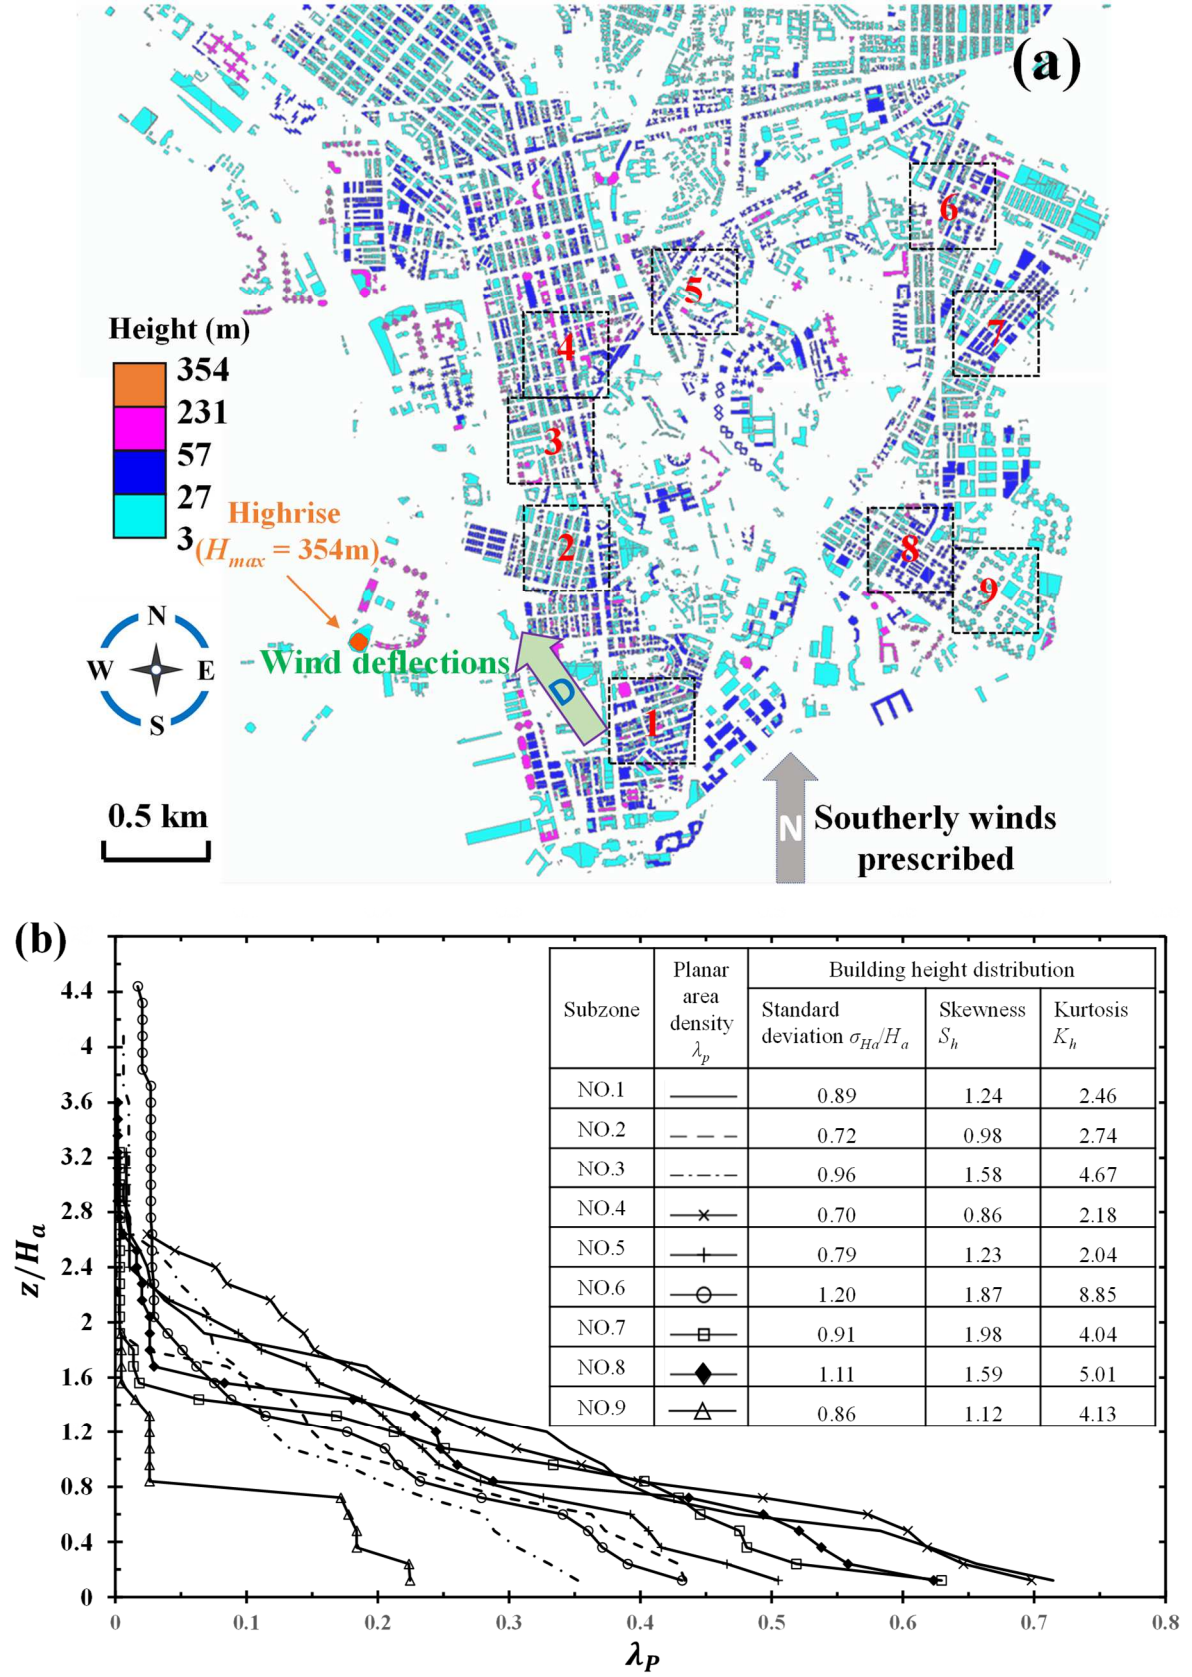 (a)
6
5
7
4
Height (m)
354
231
57
27
3
3
Highrise
(Hmax = 354m)
2
8
9
N
W
E
S
Wind deflections
D
1
0.5 km
N
Southerly winds
prescribed
(b)
Subzone
Planar
area
density
λp
Building height distribution
Standard
deviation σHa/Ha
Skewness
Sh
Kurtosis
Kh
NO.1 0.89 1.24 2.46
NO.2 0.72 0.98 2.74
NO.3 0.96 1.58 4.67
NO.4 0.70 0.86 2.18
NO.5 0.79 1.23 2.04
NO.6 1.20 1.87 8.85
NO.7 0.91 1.98 4.04
NO.8 1.11 1.59 5.01
NO.9 0.86 1.12 4.13
4.4
4
3.6
3.2
2.8
2.4
2
1.6
1.2
0.8
0.4
0
z/Ha
0 0.1 0.2 0.3 0.4 0.5 0.6 0.7 0.8
λP